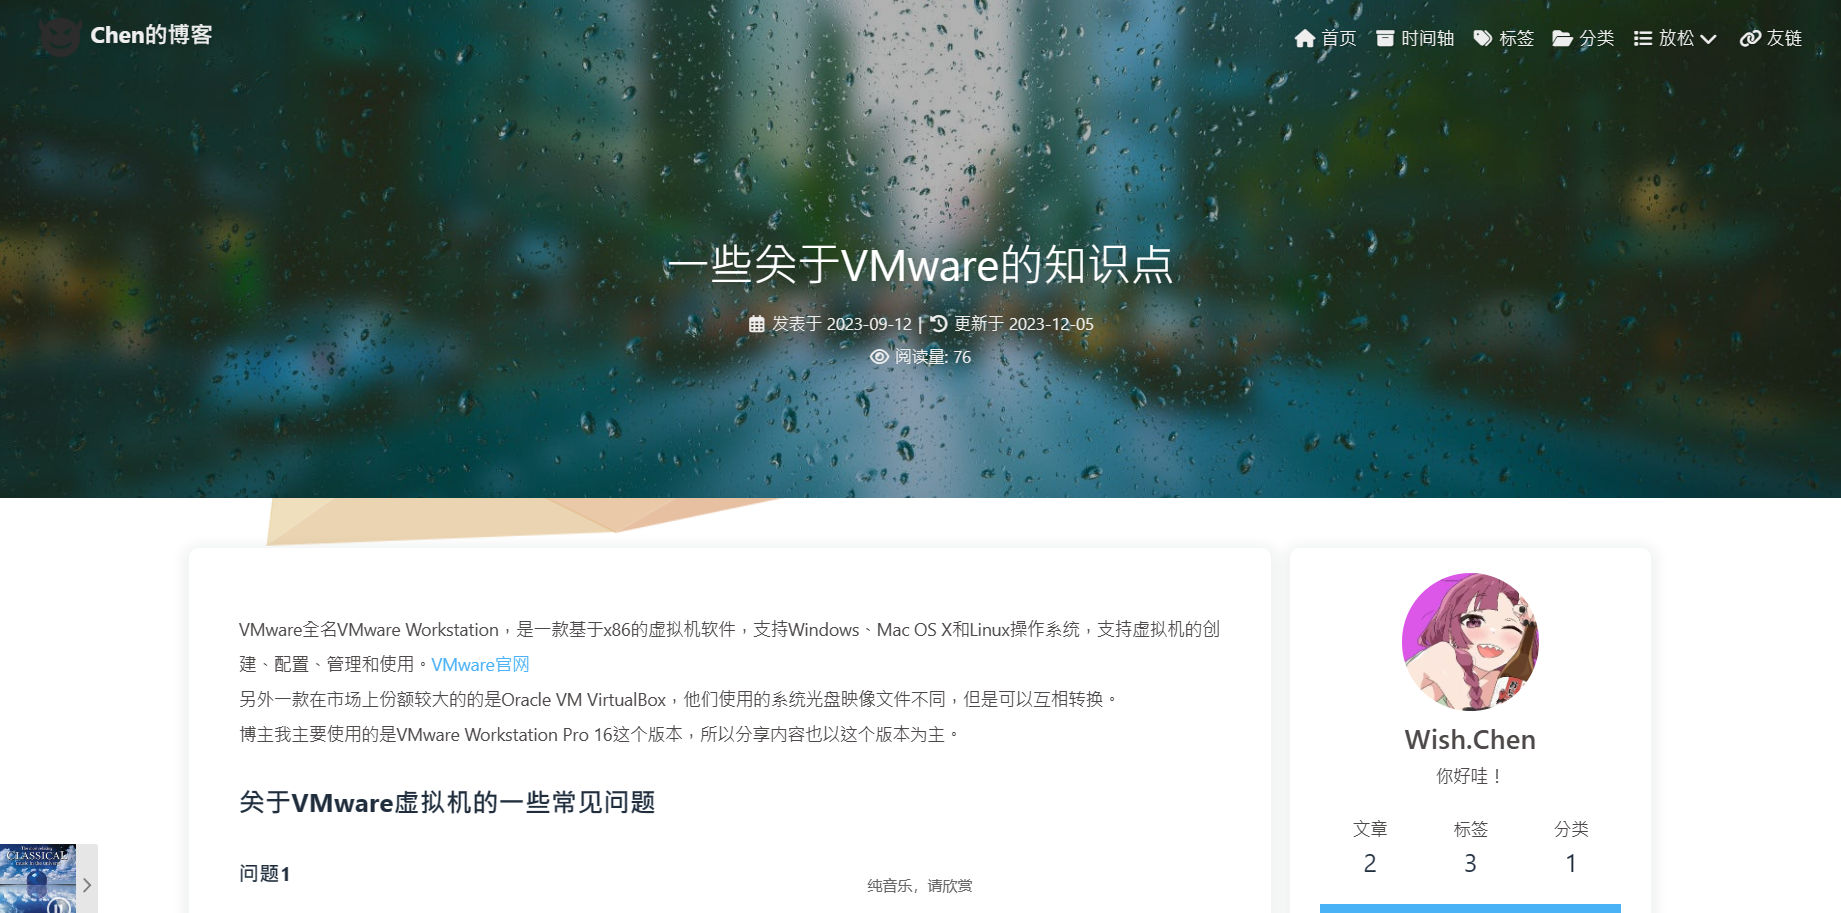 Chen的博客
首页 时间轴 标签 分类 放松 友链
一些关于VMware的知识点
发表于 2023-09-12 | 更新于 2023-12-05
阅读量: 76
VMware全名VMware Workstation，是一款基于x86的虚拟机软件，支持Windows、Mac OS X和Linux操作系统，支持虚拟机的创
建、配置、管理和使用。VMware官网
另外一款在市场上份额较大的的是Oracle VM VirtualBox，他们使用的系统光盘映像文件不同，但是可以互相转换。
博主我主要使用的是VMware Workstation Pro 16这个版本，所以分享内容也以这个版本为主。
关于VMware虚拟机的一些常见问题
问题1
Wish.Chen
你好哇！
文章 标签 分类
2 3 1
CLASSICAL
纯音乐，请欣赏